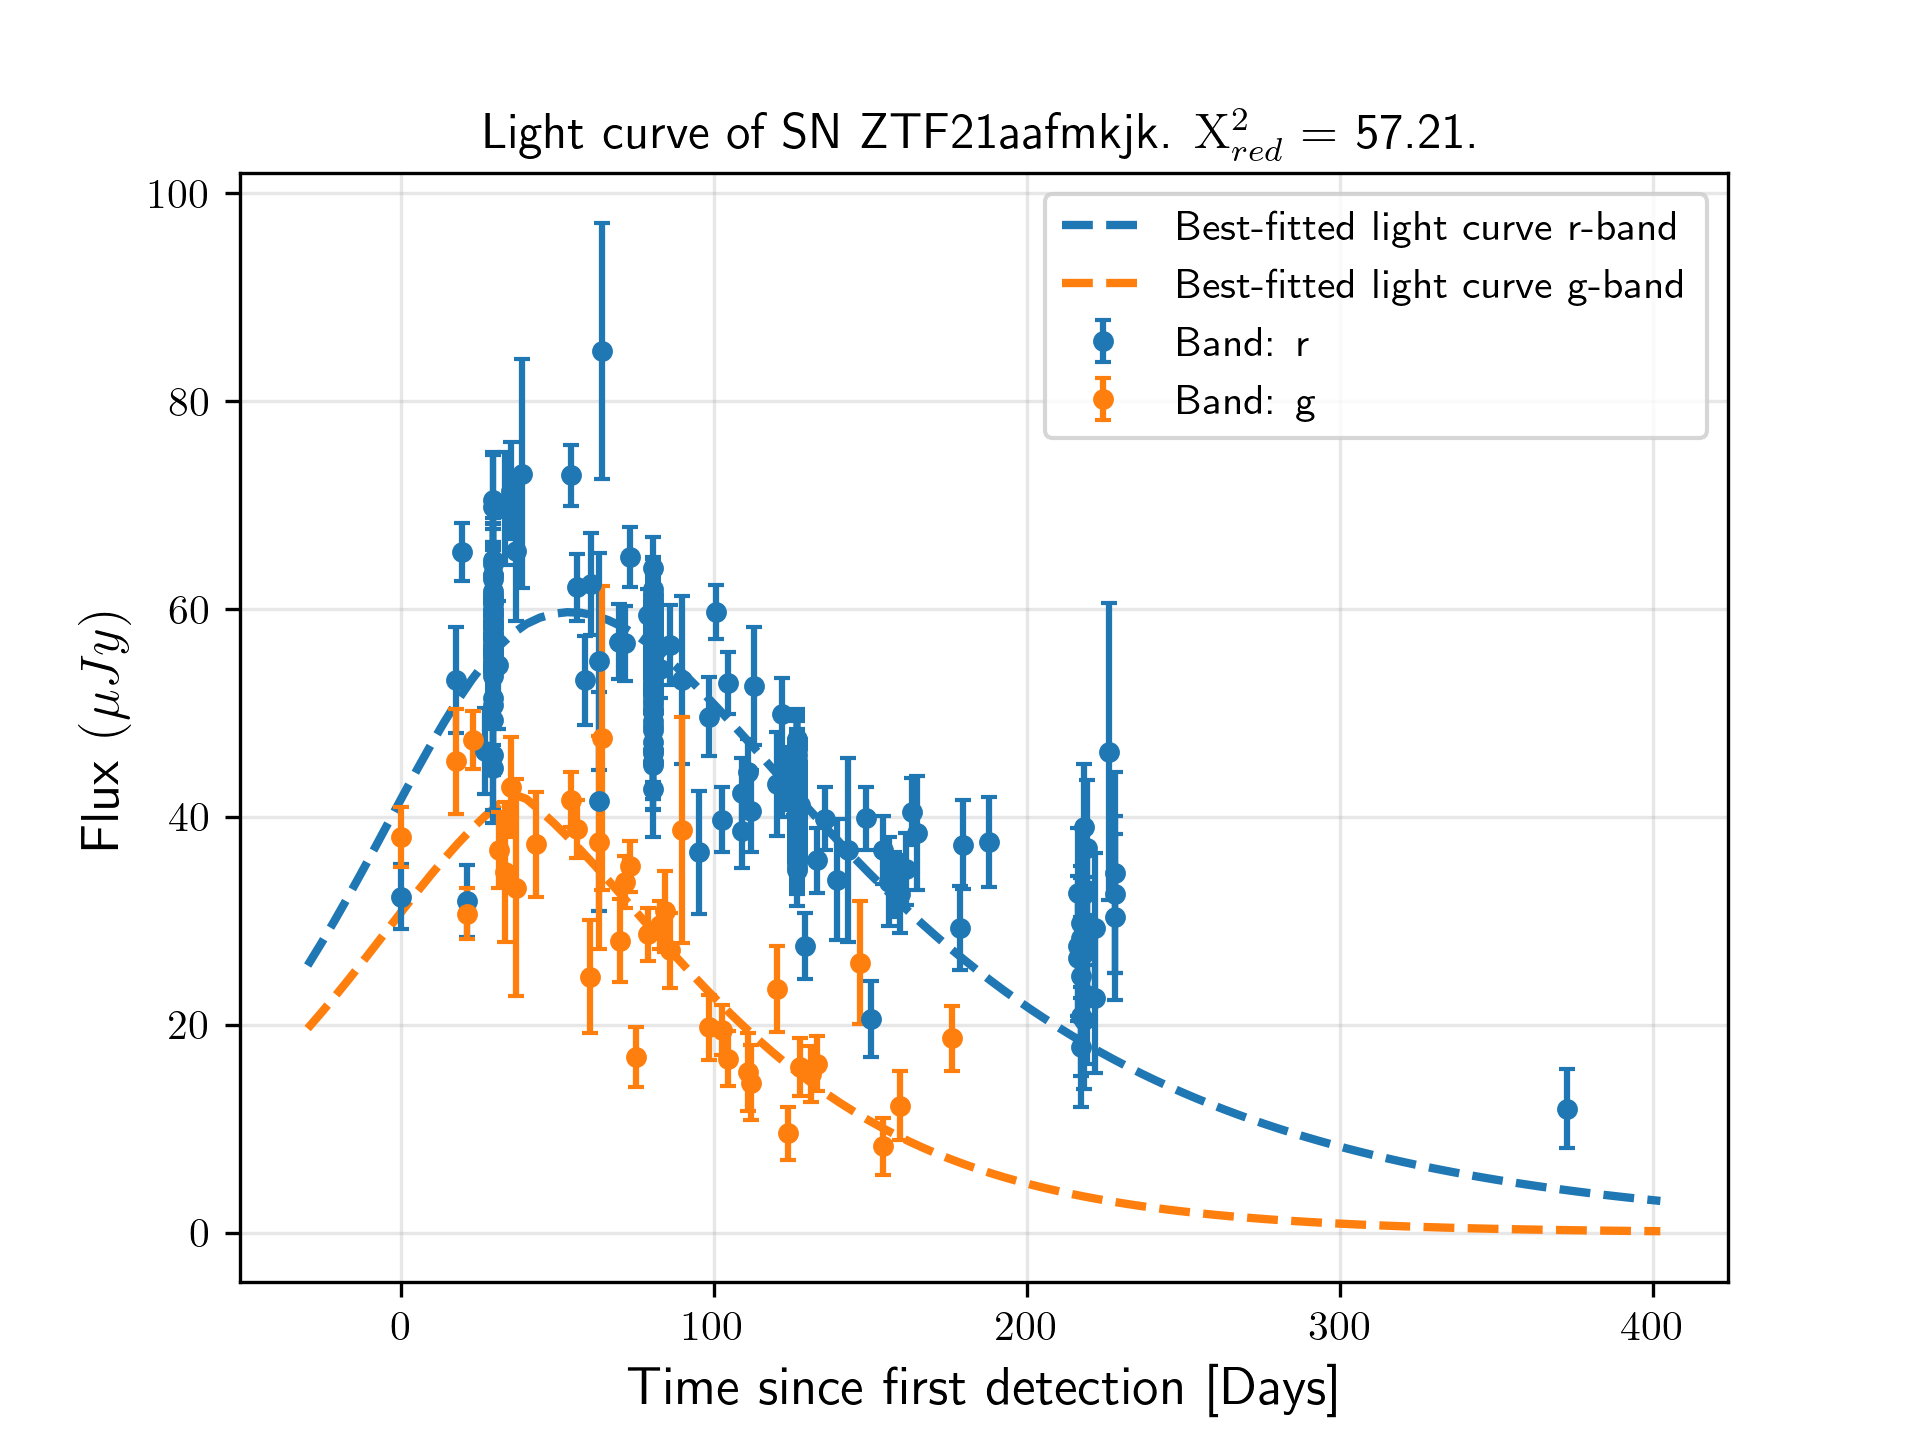 Light curve of SN ZTF21aafmkjk. X²_red = 57.21.
Best-fitted light curve r-band
Best-fitted light curve g-band
Band: r
Band: g
100
80
60
40
20
0
Flux (μJy)
0 100 200 300 400
Time since first detection [Days]